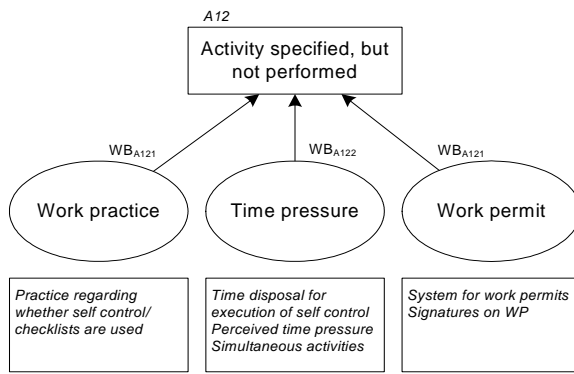 A12
Activity specified, but
not performed
WBA121
WBA122
WBA121
Work practice
Time pressure
Work permit
Practice regarding
whether self control/
checklists are used
Time disposal for
execution of self control
Perceived time pressure
Simultaneous activities
System for work permits
Signatures on WP